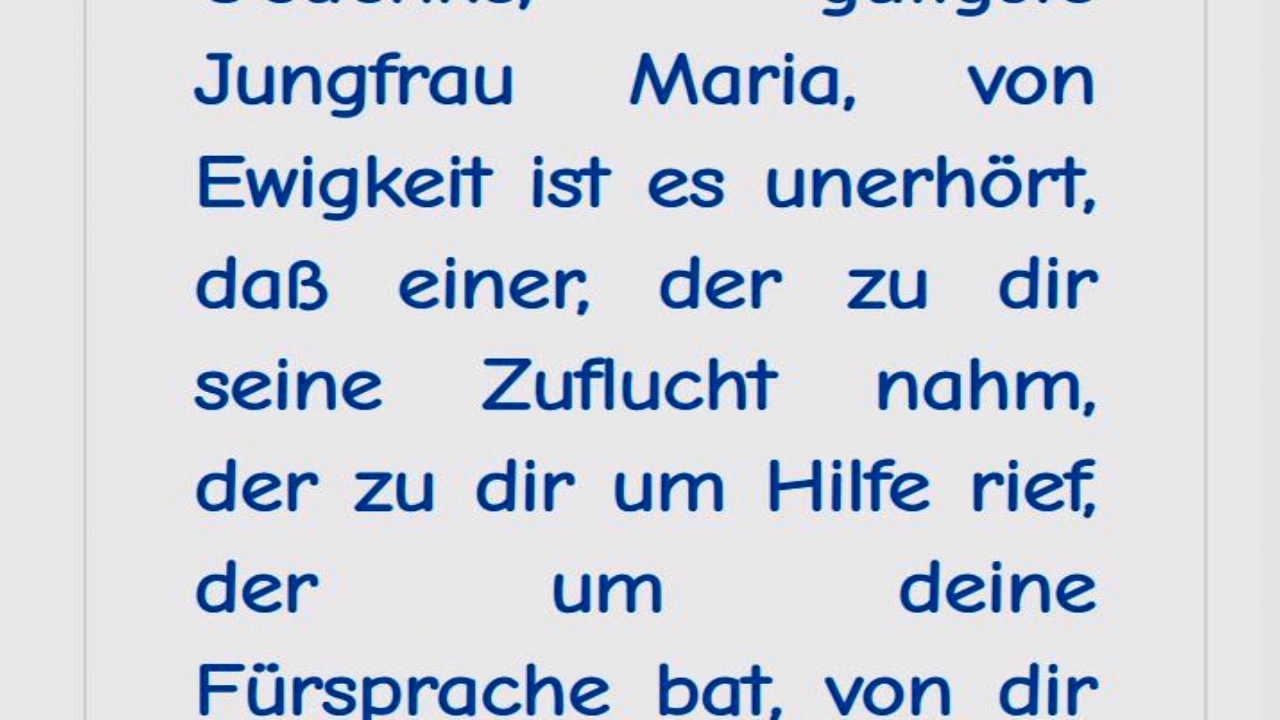 Jungfrau Maria, von
Ewigkeit ist es unerhört,
daß einer, der zu dir
seine Zuflucht nahm,
der zu dir um Hilfe rief,
der um deine
Fürsprache bat, von dir